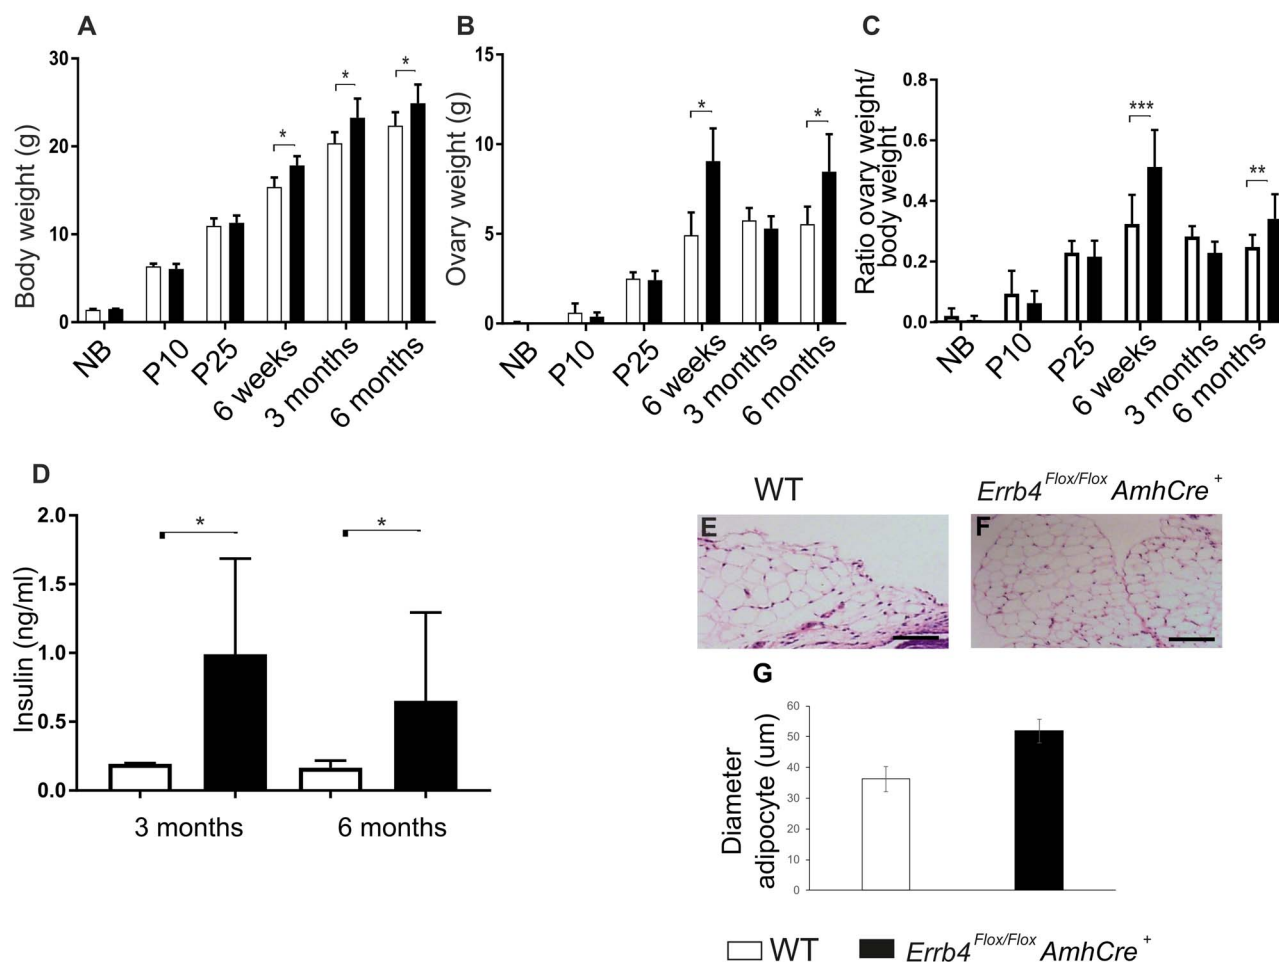 A
Body weight (g)
30
20
10
0
*
*
*
NB
P10
P25
6 weeks
3 months
6 months
B
Ovary weight (g)
15
10
5
0
*
*
NB
P10
P25
6 weeks
3 months
6 months
C
Ratio ovary weight/
body weight
0.8
0.6
0.4
0.2
0.0
***
**
NB
P10
P25
6 weeks
3 months
6 months
D
Insulin (ng/ml)
2.0
1.5
1.0
0.5
0.0
*
*
3 months
6 months
WT
Errb4 Flox/Flox AmhCre +
E
F
G
Diameter
adipocyte (um)
60
50
40
30
20
10
0
WT
Errb4 Flox/Flox AmhCre +